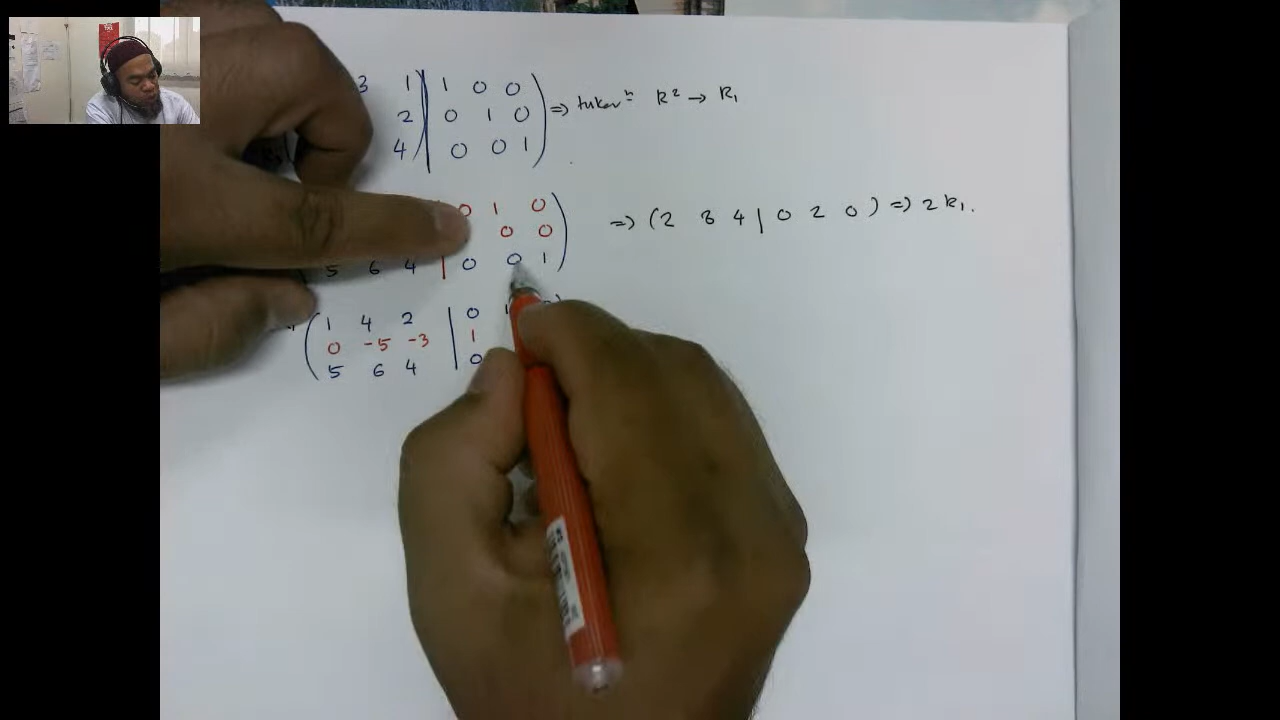 3 1 | 1 0 0 ) => tukar² R² → R₁
2 | 0 1 0
4 | 0 0 1
0 1 0 ) => (2 8 4 | 0 2 0) => 2R₁.
0 0
5 6 4 | 0 0 1
( 1 4 2 | 0
0 -5 -3 | 1
5 6 4 | 0